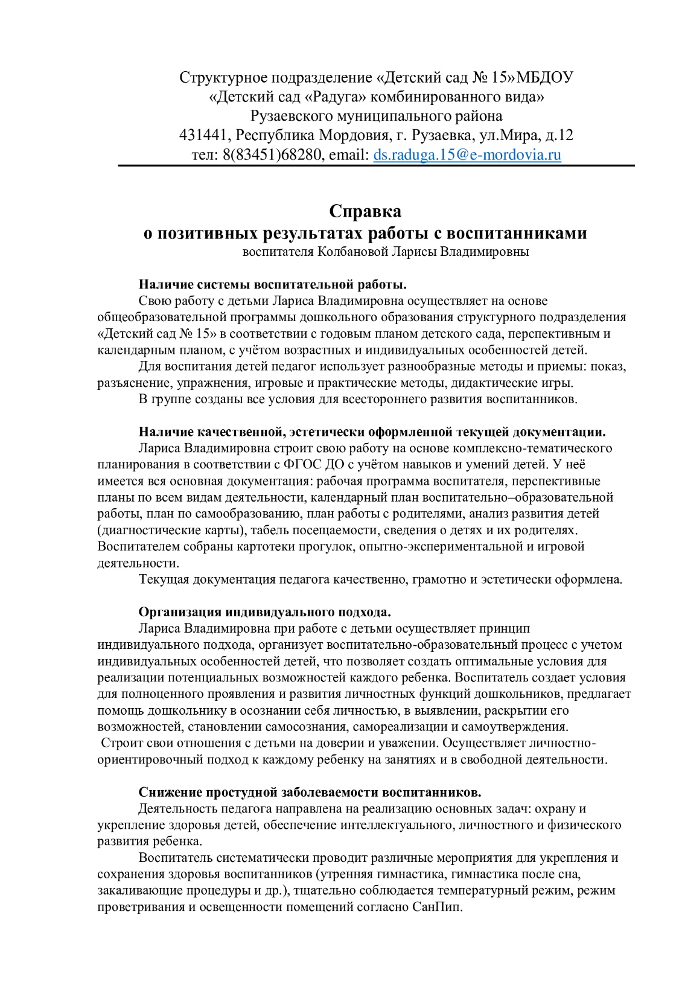 Структурное подразделение «Детский сад № 15»МБДОУ
«Детский сад «Радуга» комбинированного вида»
Рузаевского муниципального района
431441, Республика Мордовия, г. Рузаевка, ул.Мира, д.12
тел: 8(83451)68280, email: ds.raduga.15@e-mordovia.ru
Справка
о позитивных результатах работы с воспитанниками
воспитателя Колбановой Ларисы Владимировны
Наличие системы воспитательной работы.
Свою работу с детьми Лариса Владимировна осуществляет на основе
общеобразовательной программы дошкольного образования структурного подразделения
«Детский сад № 15» в соответствии с годовым планом детского сада, перспективным и
календарным планом, с учётом возрастных и индивидуальных особенностей детей.
Для воспитания детей педагог использует разнообразные методы и приемы: показ,
разъяснение, упражнения, игровые и практические методы, дидактические игры.
В группе созданы все условия для всестороннего развития воспитанников.
Наличие качественной, эстетически оформленной текущей документации.
Лариса Владимировна строит свою работу на основе комплексно-тематического
планирования в соответствии с ФГОС ДО с учётом навыков и умений детей. У неё
имеется вся основная документация: рабочая программа воспитателя, перспективные
планы по всем видам деятельности, календарный план воспитательно–образовательной
работы, план по самообразованию, план работы с родителями, анализ развития детей
(диагностические карты), табель посещаемости, сведения о детях и их родителях.
Воспитателем собраны картотеки прогулок, опытно-экспериментальной и игровой
деятельности.
Текущая документация педагога качественно, грамотно и эстетически оформлена.
Организация индивидуального подхода.
Лариса Владимировна при работе с детьми осуществляет принцип
индивидуального подхода, организует воспитательно-образовательный процесс с учетом
индивидуальных особенностей детей, что позволяет создать оптимальные условия для
реализации потенциальных возможностей каждого ребенка. Воспитатель создает условия
для полноценного проявления и развития личностных функций дошкольников, предлагает
помощь дошкольнику в осознании себя личностью, в выявлении, раскрытии его
возможностей, становлении самосознания, самореализации и самоутверждения.
Строит свои отношения с детьми на доверии и уважении. Осуществляет личностно-
ориентировочный подход к каждому ребенку на занятиях и в свободной деятельности.
Снижение простудной заболеваемости воспитанников.
Деятельность педагога направлена на реализацию основных задач: охрану и
укрепление здоровья детей, обеспечение интеллектуального, личностного и физического
развития ребенка.
Воспитатель систематически проводит различные мероприятия для укрепления и
сохранения здоровья воспитанников (утренняя гимнастика, гимнастика после сна,
закаливающие процедуры и др.), тщательно соблюдается температурный режим, режим
проветривания и освещенности помещений согласно СанПип.